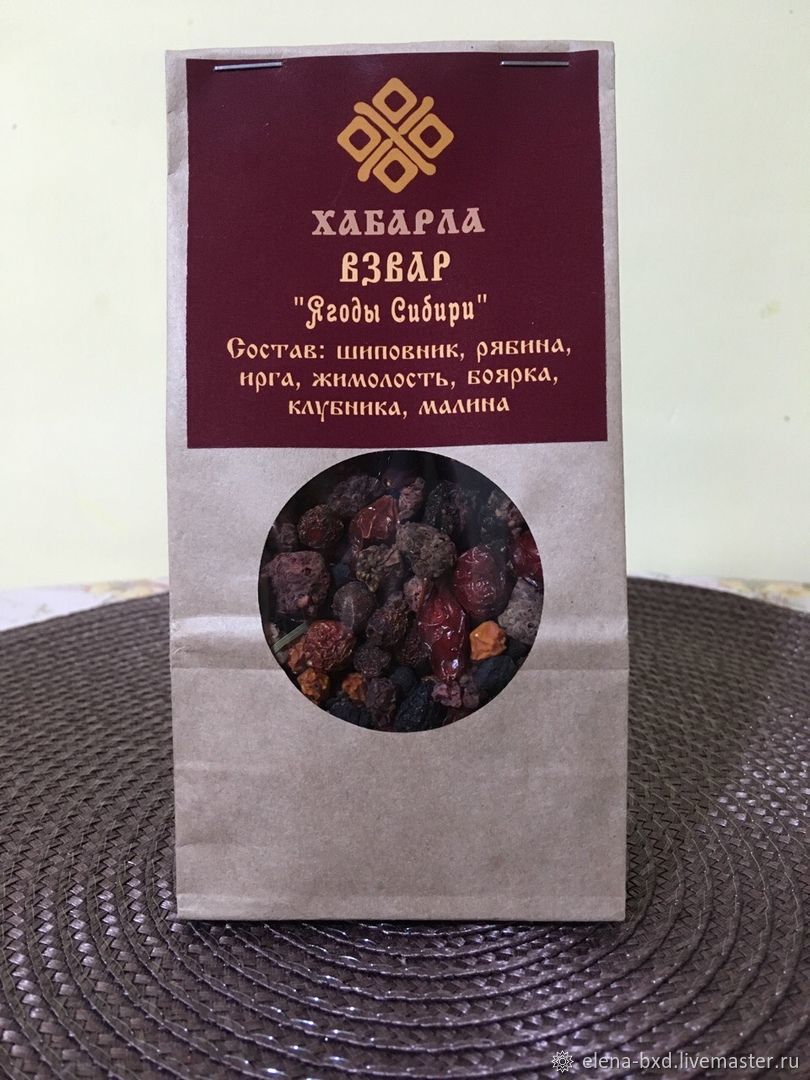 ХАБАРЛА
ВЗВАР
"Ягоды Сибири"
Состав: шиповник, рябина,
ирга, жимолость, боярка,
клубника, малина
elena-bxd.livemaster.ru